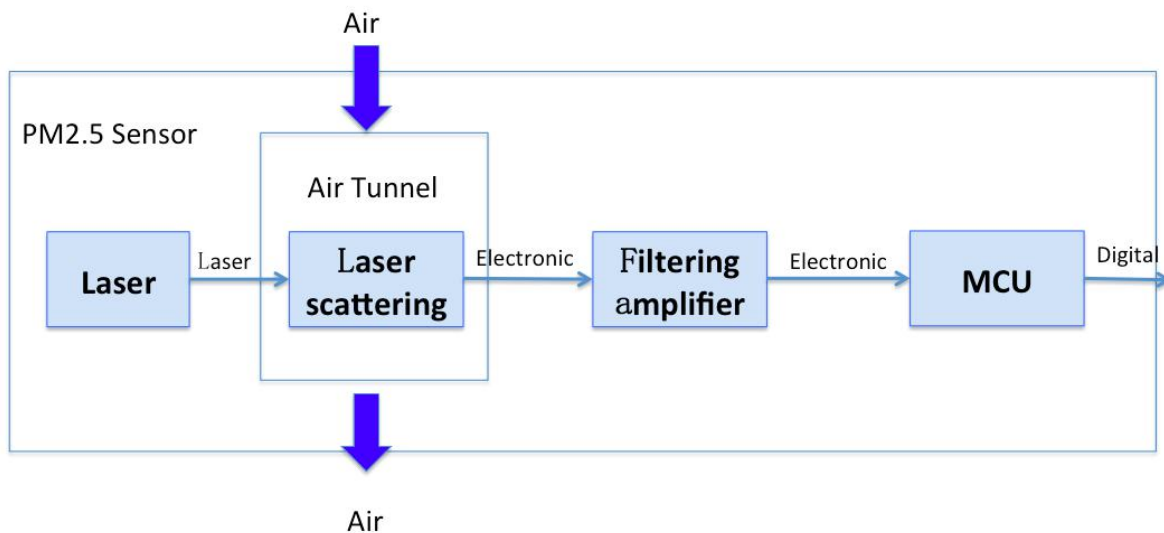 Air
PM2.5 Sensor
Air Tunnel
Laser
Laser
Laser
scattering
Electronic
Filtering
amplifier
Electronic
MCU
Digital
Air